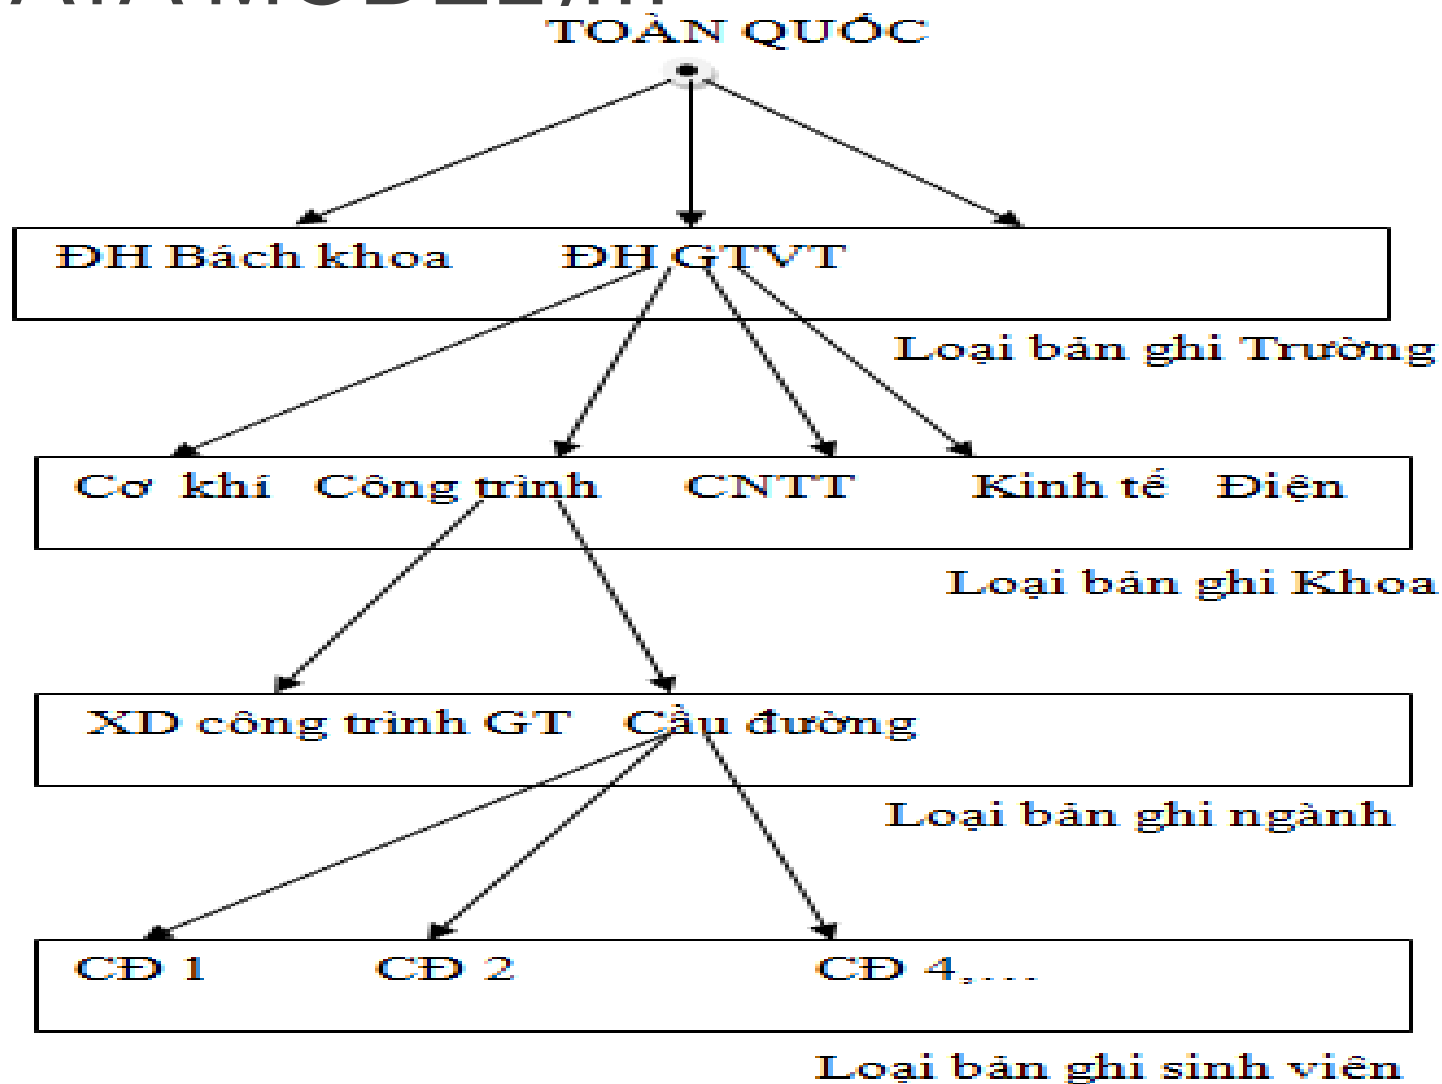 TOÀN QUỐC
ĐH Bách khoa ĐH GTVT
Loại bản ghi Trường
Cơ khí Công trình CNTT Kinh tế Điện
Loại bản ghi Khoa
XD công trình GT Cầu đường
Loại bản ghi ngành
CĐ 1 CĐ 2 CĐ 4,...
Loại bản ghi sinh viên